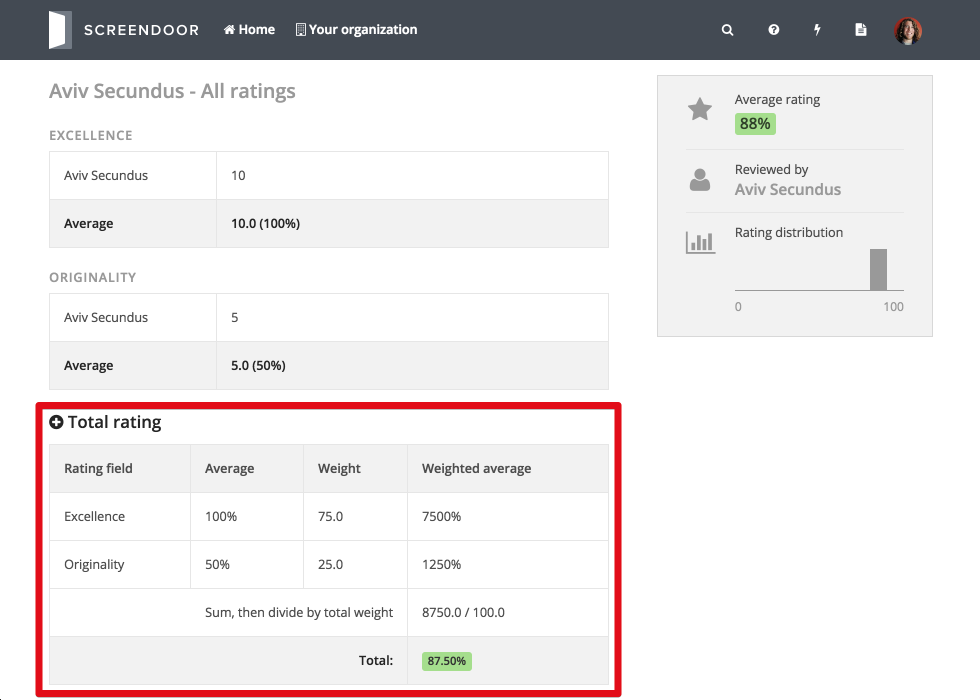 SCREENDOOR Home Your organization
Aviv Secundus - All ratings
EXCELLENCE
Aviv Secundus 10
Average 10.0 (100%)
ORIGINALITY
Aviv Secundus 5
Average 5.0 (50%)
Total rating
Rating field Average Weight Weighted average
Excellence 100% 75.0 7500%
Originality 50% 25.0 1250%
Sum, then divide by total weight 8750.0 / 100.0
Total: 87.50%
Average rating
88%
Reviewed by
Aviv Secundus
Rating distribution
0 100